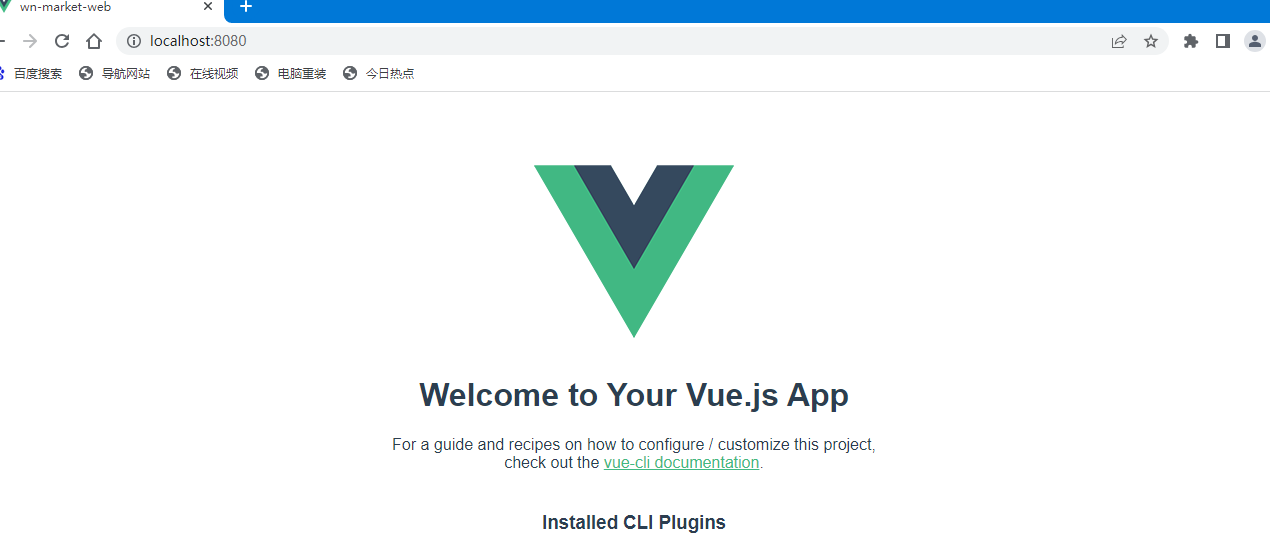 wn-market-web
localhost:8080
百度搜索 导航网站 在线视频 电脑重装 今日热点
Welcome to Your Vue.js App
For a guide and recipes on how to configure / customize this project,
check out the vue-cli documentation.
Installed CLI Plugins